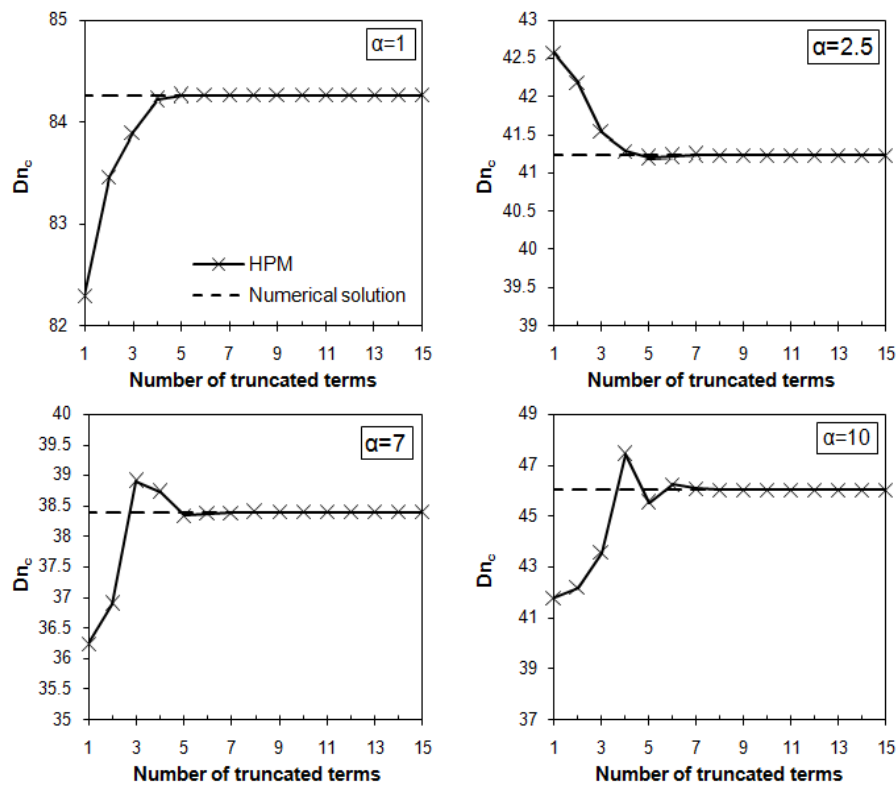 α=1
85
84
83
82
Dnc
HPM
Numerical solution
1 3 5 7 9 11 13 15
Number of truncated terms
α=2.5
43
42.5
42
41.5
41
40.5
40
39.5
39
Dnc
1 3 5 7 9 11 13 15
Number of truncated terms
α=7
40
39.5
39
38.5
38
37.5
37
36.5
36
35.5
35
Dnc
1 3 5 7 9 11 13 15
Number of truncated terms
α=10
49
47
45
43
41
39
37
Dnc
1 3 5 7 9 11 13 15
Number of truncated terms